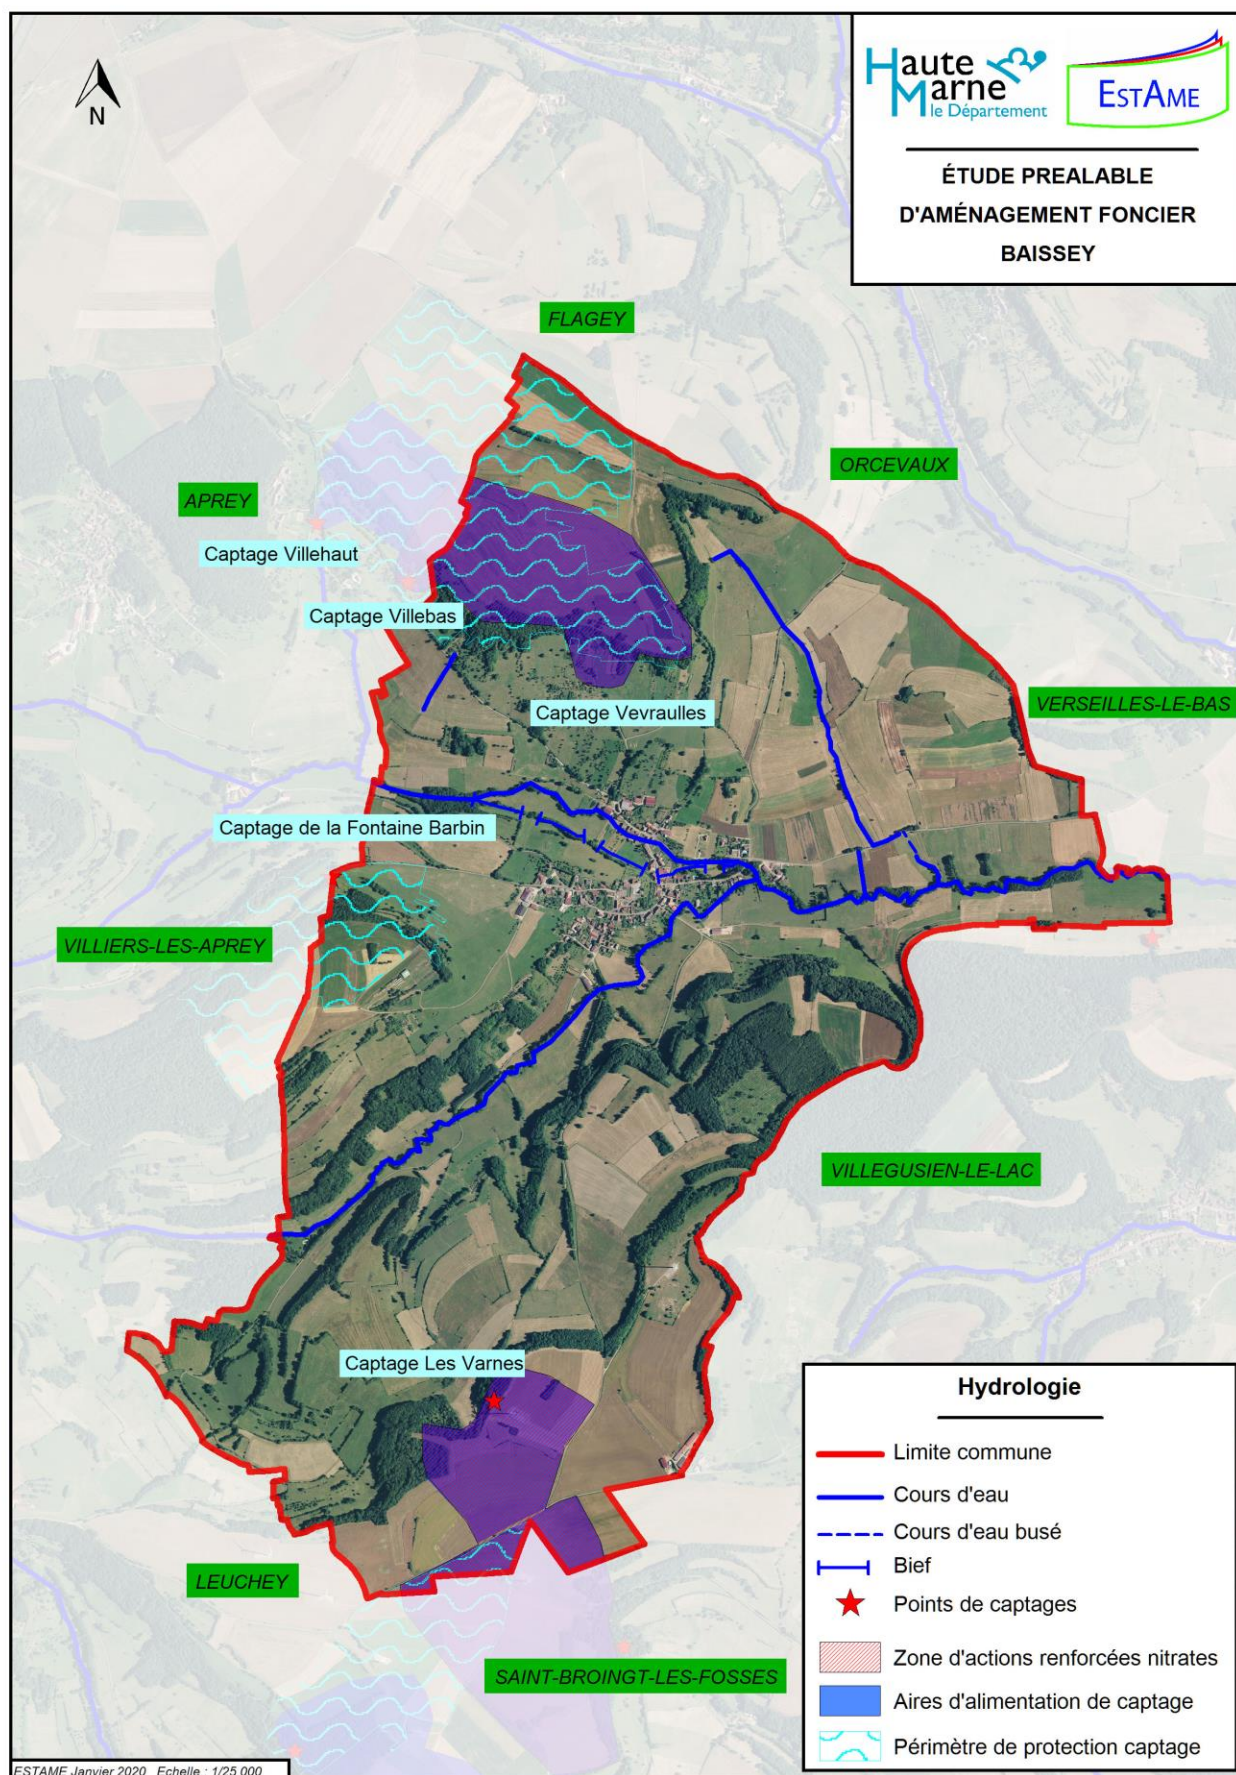 N
Haute
Marne
le Département
ESTAME
ÉTUDE PREALABLE
D'AMÉNAGEMENT FONCIER
BAISSEY
FLAGEY
ORCEVAUX
APREY
Captage Villehaut
Captage Villebas
VERSEILLES-LE-BAS
Captage Vevraulles
Captage de la Fontaine Barbin
VILLIERS-LES-APREY
VILLEGUSIEN-LE-LAC
Captage Les Varnes
LEUCHEY
SAINT-BROINGT-LES-FOSSES
Hydrologie
Limite commune
Cours d'eau
Cours d'eau busé
Bief
Points de captages
Zone d'actions renforcées nitrates
Aires d'alimentation de captage
Périmètre de protection captage
ESTAME Janvier 2020 Echelle : 1/25 000